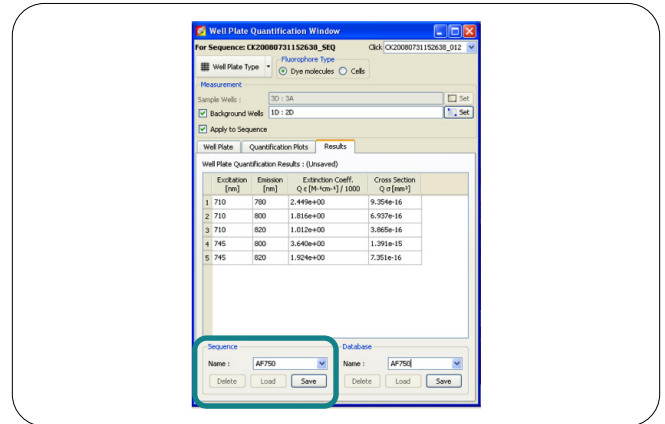 Well Plate Quantification Window
For Sequence: CK20080731152638_SEQ Click CK20080731152638_012
Well Plate Type
Fluorophore Type
Dye molecules Cells
Measurement
Sample Wells : 3D : 3A Set
Background Wells 1D : 2D Set
Apply to Sequence
Well Plate Quantification Plots Results
Well Plate Quantification Results : (Unsaved)
Excitation [nm] Emission [nm] Extinction Coeff. Q ε [M⁻¹cm⁻¹] / 1000 Cross Section Q σ [mm²]
1 710 780 2.449e+00 9.354e-16
2 710 800 1.816e+00 6.937e-16
3 710 820 1.012e+00 3.865e-16
4 745 800 3.640e+00 1.391e-15
5 745 820 1.924e+00 7.351e-16
Sequence Database
Name : AF750 Name : AF750
Delete Load Save Delete Load Save